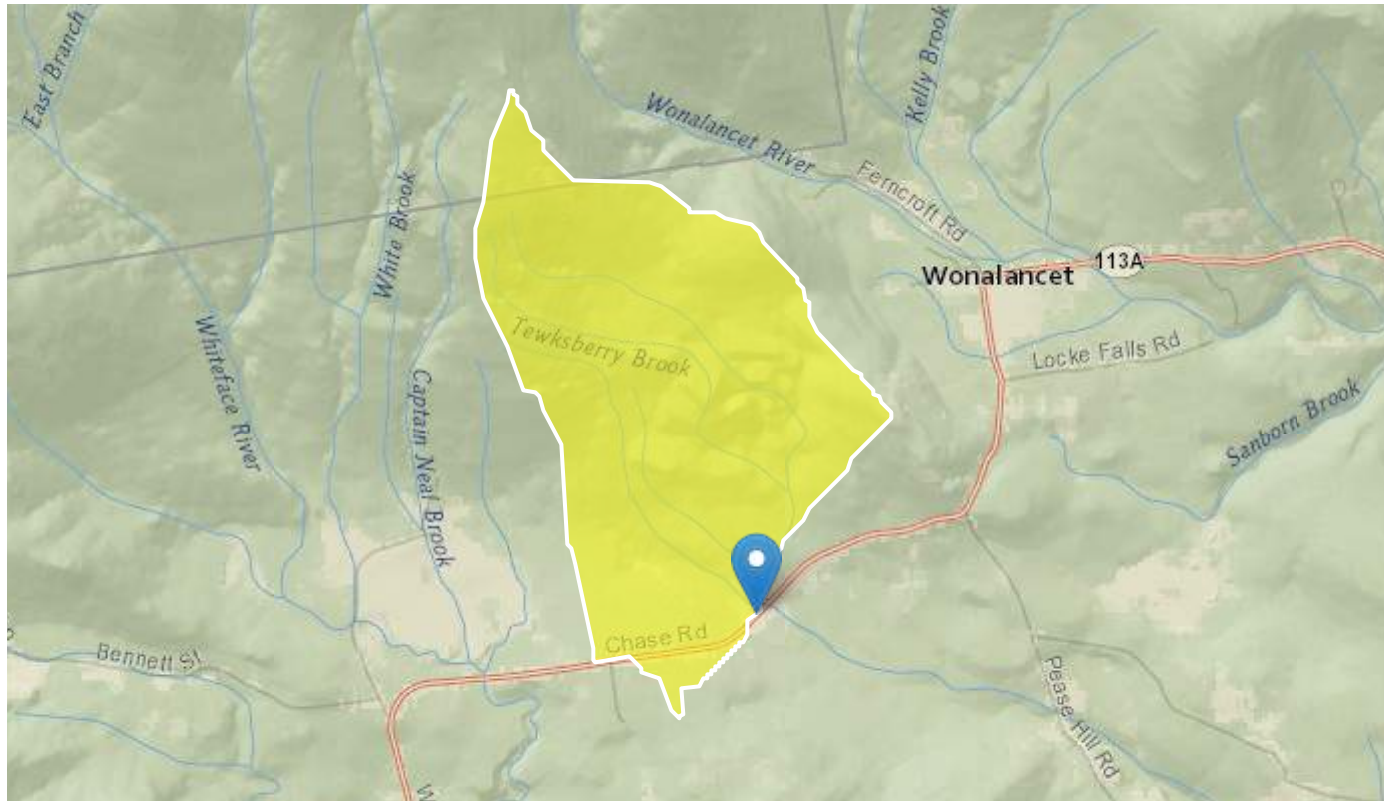 East Branch
Kelly Brook
Wonalancet River
Ferncroft Rd
White Brook
113A
Wonalancet
Whiteface River
Tewksberry Brook
Locke Falls Rd
Captain Neal Brook
Sanborn Brook
Chase Rd
Bennett St
Pease Hill Rd